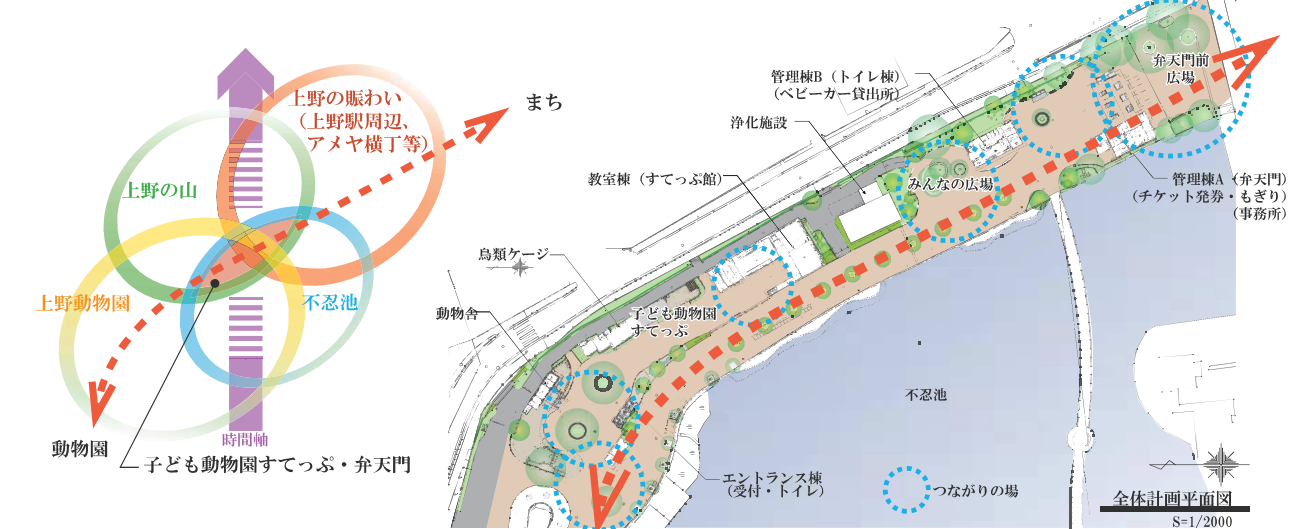 上野の賑わい
（上野駅周辺、
アメヤ横丁等）
まち
上野の山
上野動物園
不忍池
動物園
時間軸
子ども動物園すてっぷ・弁天門
弁天門前
広場
管理棟B（トイレ棟）
（ベビーカー貸出所）
浄化施設
教室棟（すてっぷ館）
みんなの広場
管理棟A（弁天門）
（チケット発券・もぎり）
（事務所）
鳥類ケージ
動物舎
子ども動物園
すてっぷ
不忍池
エントランス棟
（受付・トイレ）
つながりの場
全体計画平面図
S=1/2000